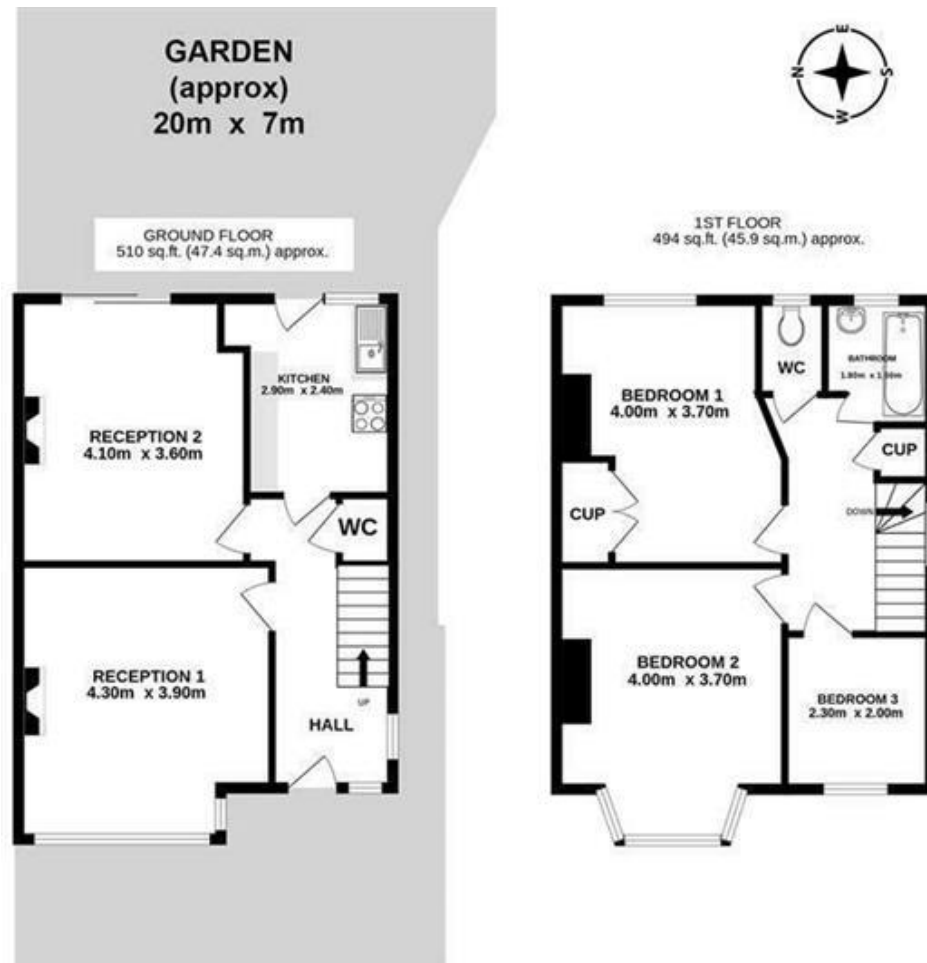 GARDEN
(approx)
20m x 7m
E
N
S
W
GROUND FLOOR
510 sq.ft. (47.4 sq.m.) approx.
1ST FLOOR
494 sq.ft. (45.9 sq.m.) approx.
KITCHEN
2.90m x 2.40m
RECEPTION 2
4.10m x 3.60m
WC
RECEPTION 1
4.30m x 3.90m
UP
HALL
WC
BATHROOM
BEDROOM 1
4.00m x 3.70m
CUP
CUP
DOWN
BEDROOM 2
4.00m x 3.70m
BEDROOM 3
2.30m x 2.00m